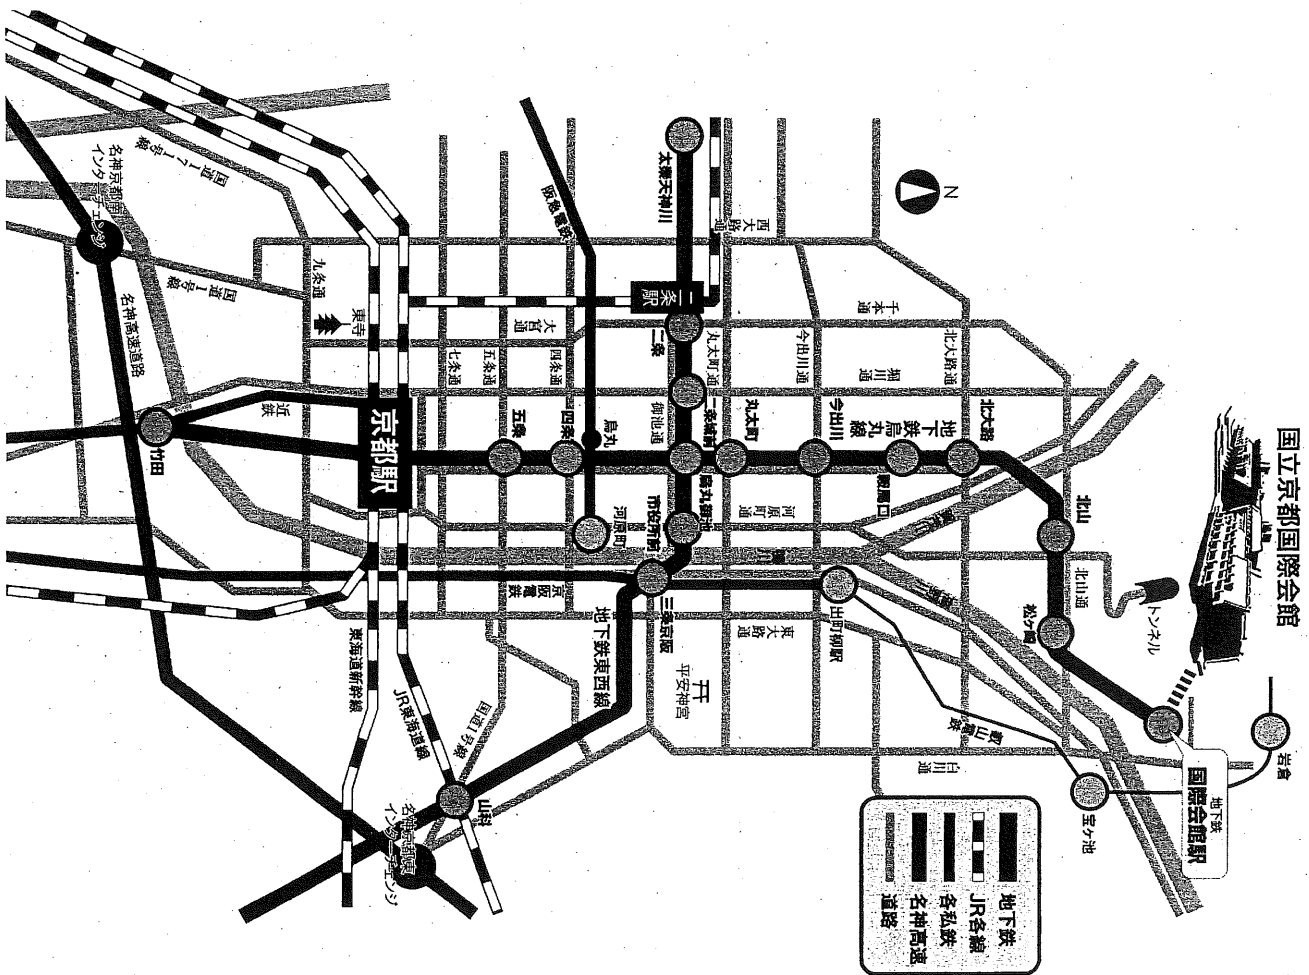 国立京都国際会館
N
岩倉
トンネル
地下鉄
国際会館駅
宝ケ池
松ケ崎
北山
北山通
北大路
北大路通
鞍馬口
地下鉄
烏丸線
今出川
今出川通
千本通
堀川通
丸太町
丸太町通
西大路通
太秦天神川
二条駅
二条
二条城前
烏丸御池
御池通
市役所前
河原町通
鴨川
出町柳駅
叡山電鉄
白川通
東大路通
三条京阪
平安神宮
地下鉄東西線
京阪電鉄
河原町
烏丸
阪急電鉄
四条
四条通
五条
五条通
七条通
大宮通
東寺
九条通
京都駅
近鉄
竹田
国道171号線
国道1号線
名神京都南
インターチェンジ
名神高速道路
東海道新幹線
JR東海道線
国道1号線
山科
名神京都東
インターチェンジ
地下鉄
JR各線
各私鉄
名神高速
道路